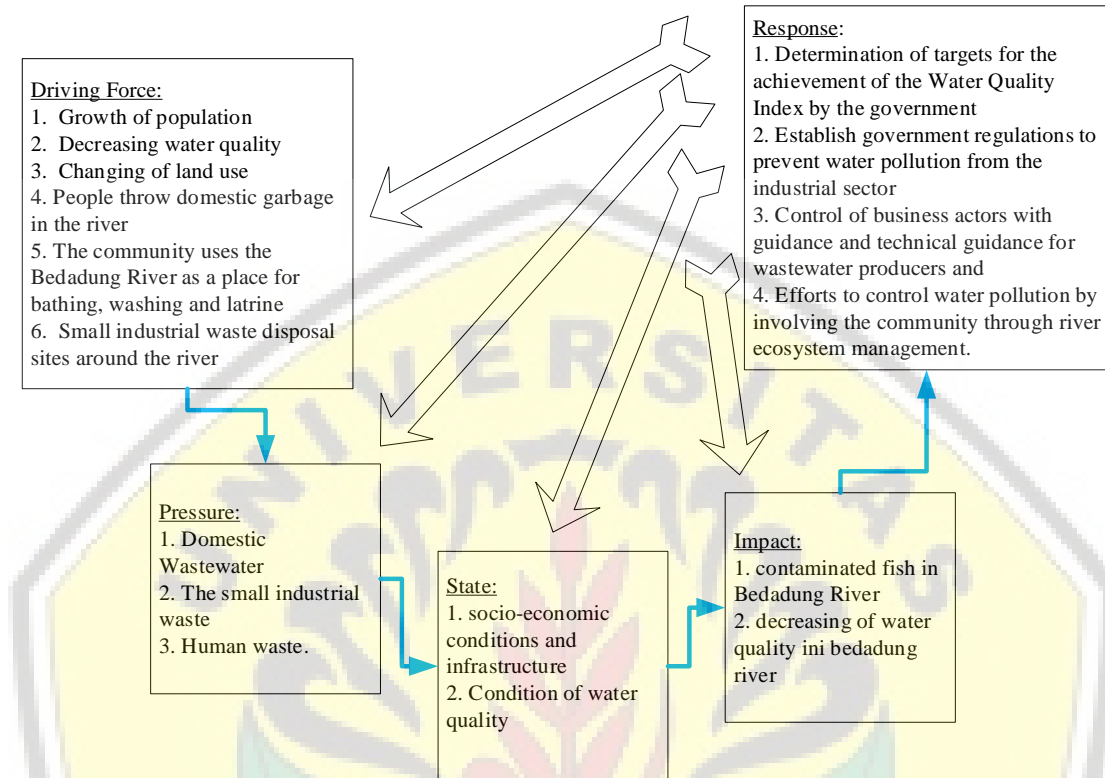 Driving Force:
1. Growth of population
2. Decreasing water quality
3. Changing of land use
4. People throw domestic garbage
in the river
5. The community uses the
Bedadung River as a place for
bathing, washing and latrine
6. Small industrial waste disposal
sites around the river
Response:
1. Determination of targets for the
achievement of the Water Quality
Index by the government
2. Establish government regulations to
prevent water pollution from the
industrial sector
3. Control of business actors with
guidance and technical guidance for
wastewater producers and
4. Efforts to control water pollution by
involving the community through river
ecosystem management.
Pressure:
1. Domestic
Wastewater
2. The small industrial
waste
3. Human waste.
State:
1. socio-economic
conditions and
infrastructure
2. Condition of water
quality
Impact:
1. contaminated fish in
Bedadung River
2. decreasing of water
quality ini bedadung
river
UNIVERSITAS